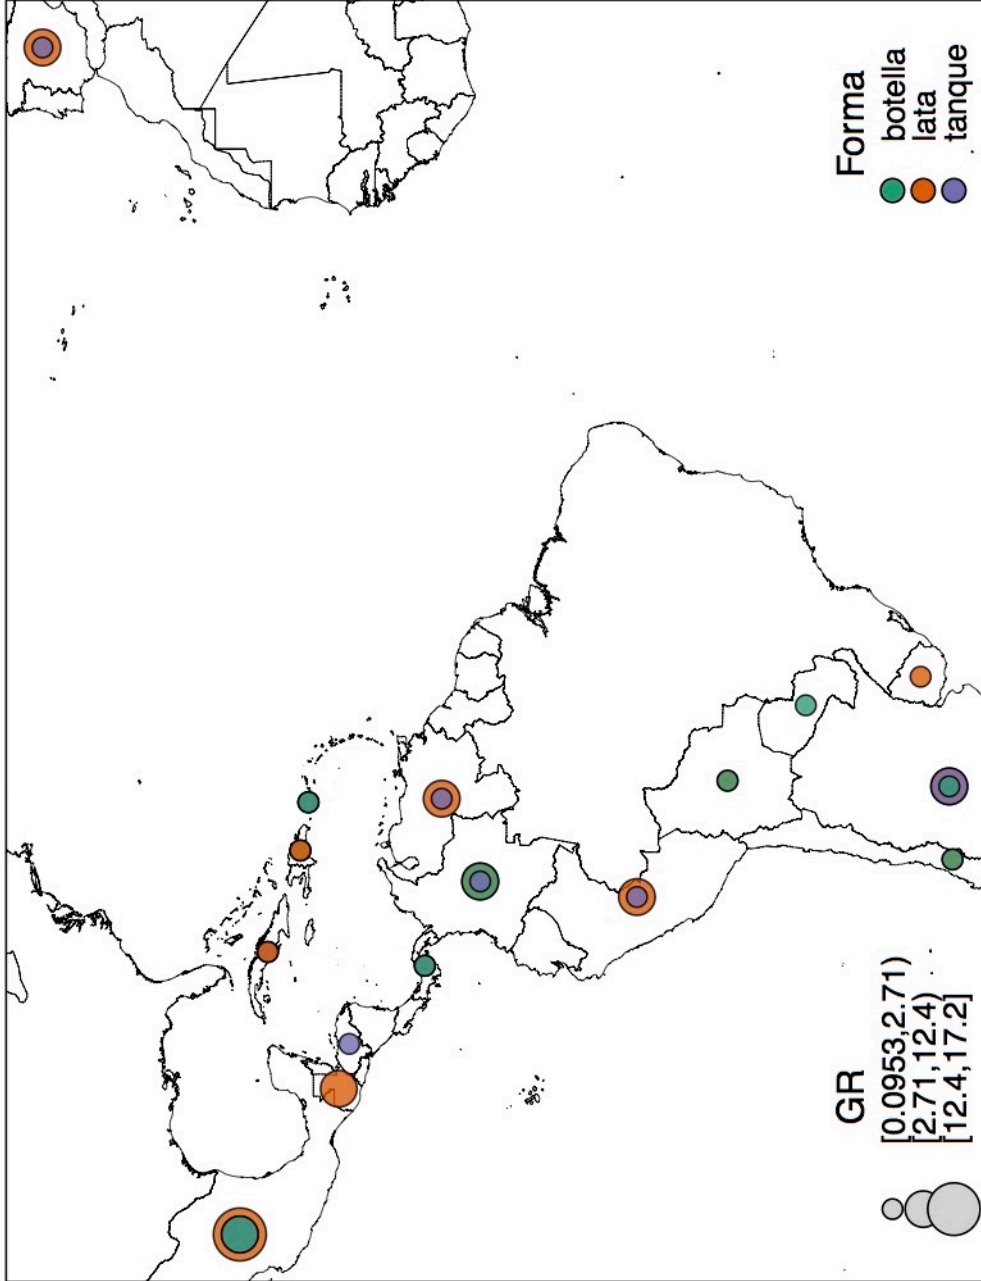 GR
[0.0953,2.71)
[2.71,12.4)
[12.4,17.2]
Forma
botella
lata
tanque